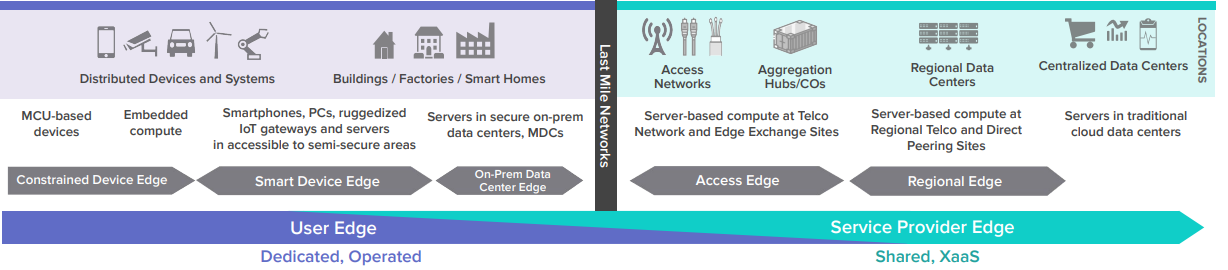 Distributed Devices and Systems
Buildings / Factories / Smart Homes
MCU-based
devices
Embedded
compute
Smartphones, PCs, ruggedized
IoT gateways and servers
in accessible to semi-secure areas
Servers in secure on-prem
data centers, MDCs
Constrained Device Edge
Smart Device Edge
On-Prem Data
Center Edge
Last Mile Networks
Access
Networks
Aggregation
Hubs/COs
Regional Data
Centers
Centralized Data Centers
LOCATIONS
Server-based compute at Telco
Network and Edge Exchange Sites
Server-based compute at
Regional Telco and Direct
Peering Sites
Servers in traditional
cloud data centers
Access Edge
Regional Edge
User Edge
Service Provider Edge
Dedicated, Operated
Shared, XaaS